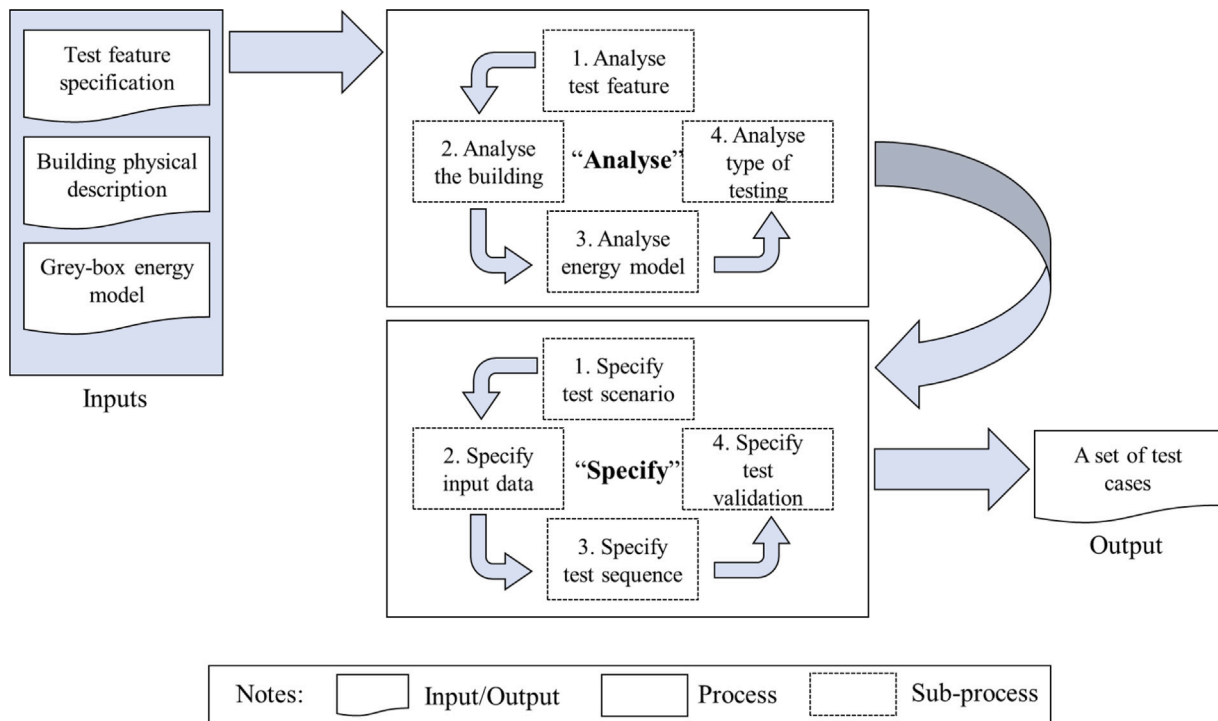 Test feature
specification
Building physical
description
Grey-box energy
model
Inputs
1. Analyse
test feature
2. Analyse
the building
“Analyse”
4. Analyse
type of
testing
3. Analyse
energy model
1. Specify
test scenario
2. Specify
input data
“Specify”
4. Specify
test
validation
3. Specify
test sequence
A set of test
cases
Output
Notes:
Input/Output
Process
Sub-process